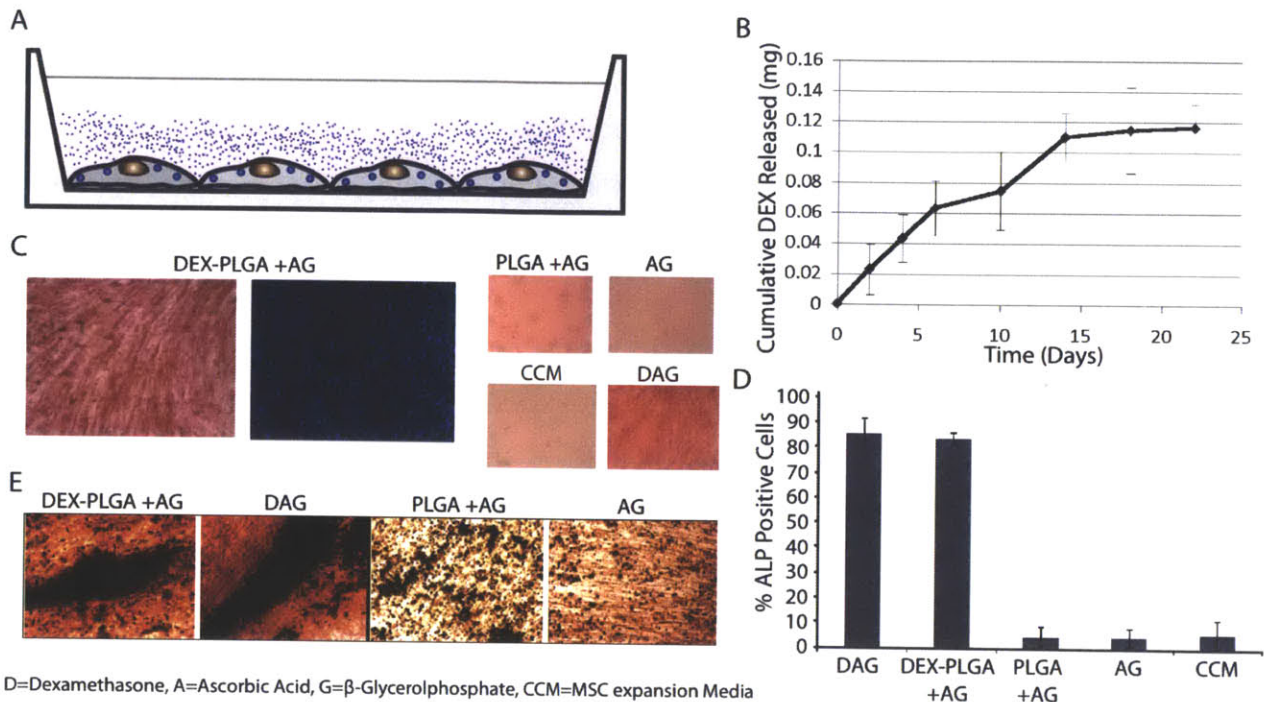 A
B
Cumulative DEX Released (mg)
0.16
0.14
0.12
0.1
0.08
0.06
0.04
0.02
0
0 5 10 15 20 25
Time (Days)
C
DEX-PLGA +AG
PLGA +AG
AG
CCM
DAG
D
% ALP Positive Cells
100
90
80
70
60
50
40
30
20
10
0
DAG
DEX-PLGA
+AG
PLGA
+AG
AG
CCM
E
DEX-PLGA +AG
DAG
PLGA +AG
AG
D=Dexamethasone, A=Ascorbic Acid, G=β-Glycerolphosphate, CCM=MSC expansion Media